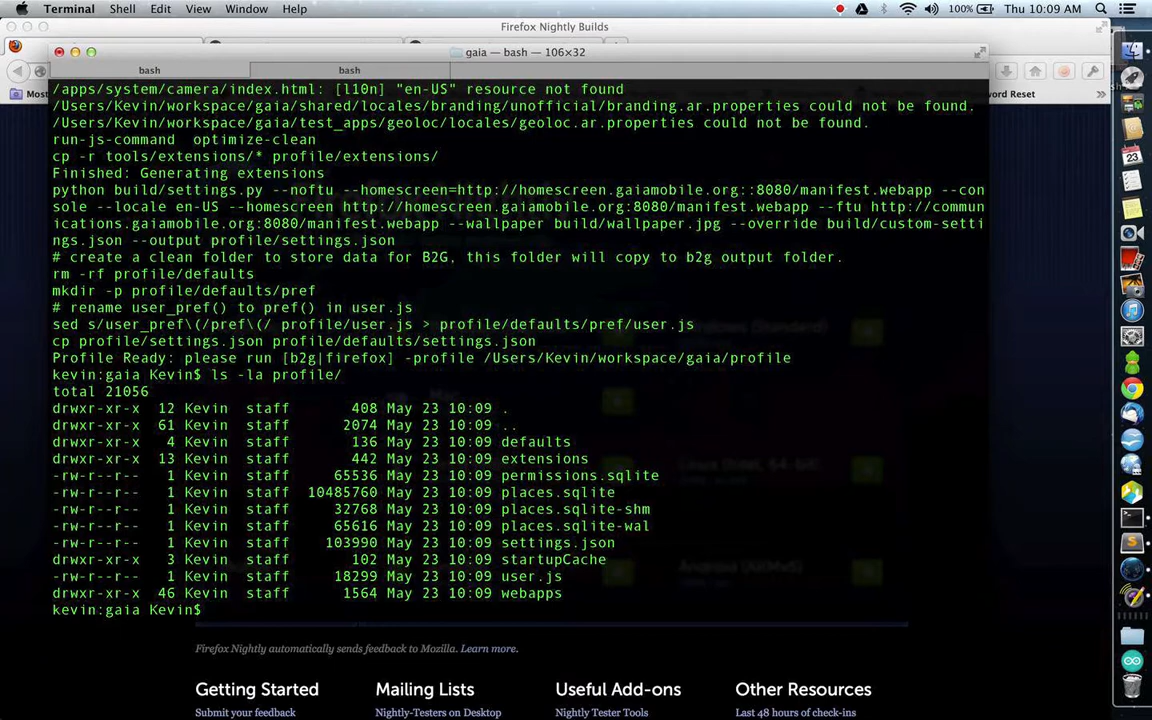 Terminal Shell Edit View Window Help 100% Thu 10:09 AM
Firefox Nightly Builds
gaia — bash — 106×32
bash bash
Most
word Reset
/apps/system/camera/index.html: [l10n] "en-US" resource not found
/Users/Kevin/workspace/gaia/shared/locales/branding/unofficial/branding.ar.properties could not be found.
/Users/Kevin/workspace/gaia/test_apps/geoloc/locales/geoloc.ar.properties could not be found.
run-js-command  optimize-clean
cp -r tools/extensions/* profile/extensions/
Finished: Generating extensions
python build/settings.py --noftu --homescreen=http://homescreen.gaiamobile.org::8080/manifest.webapp --con
sole --locale en-US --homescreen http://homescreen.gaiamobile.org:8080/manifest.webapp --ftu http://commun
ications.gaiamobile.org:8080/manifest.webapp --wallpaper build/wallpaper.jpg --override build/custom-setti
ngs.json --output profile/settings.json
# create a clean folder to store data for B2G, this folder will copy to b2g output folder.
rm -rf profile/defaults
mkdir -p profile/defaults/pref
# rename user_pref() to pref() in user.js
sed s/user_pref\(/pref\(/ profile/user.js > profile/defaults/pref/user.js
cp profile/settings.json profile/defaults/settings.json
Profile Ready: please run [b2g|firefox] -profile /Users/Kevin/workspace/gaia/profile
kevin:gaia Kevin$ ls -la profile/
total 21056
drwxr-xr-x  12 Kevin  staff       408 May 23 10:09 .
drwxr-xr-x  61 Kevin  staff      2074 May 23 10:09 ..
drwxr-xr-x   4 Kevin  staff       136 May 23 10:09 defaults
drwxr-xr-x  13 Kevin  staff       442 May 23 10:09 extensions
-rw-r--r--   1 Kevin  staff     65536 May 23 10:09 permissions.sqlite
-rw-r--r--   1 Kevin  staff  10485760 May 23 10:09 places.sqlite
-rw-r--r--   1 Kevin  staff     32768 May 23 10:09 places.sqlite-shm
-rw-r--r--   1 Kevin  staff     65616 May 23 10:09 places.sqlite-wal
-rw-r--r--   1 Kevin  staff    103990 May 23 10:09 settings.json
drwxr-xr-x   3 Kevin  staff       102 May 23 10:09 startupCache
-rw-r--r--   1 Kevin  staff     18299 May 23 10:09 user.js
drwxr-xr-x  46 Kevin  staff      1564 May 23 10:09 webapps
kevin:gaia Kevin$
Firefox Nightly automatically sends feedback to Mozilla. Learn more.
Getting Started Mailing Lists Useful Add-ons Other Resources
Submit your feedback Nightly-Testers on Desktop Nightly Tester Tools Last 48 hours of check-ins